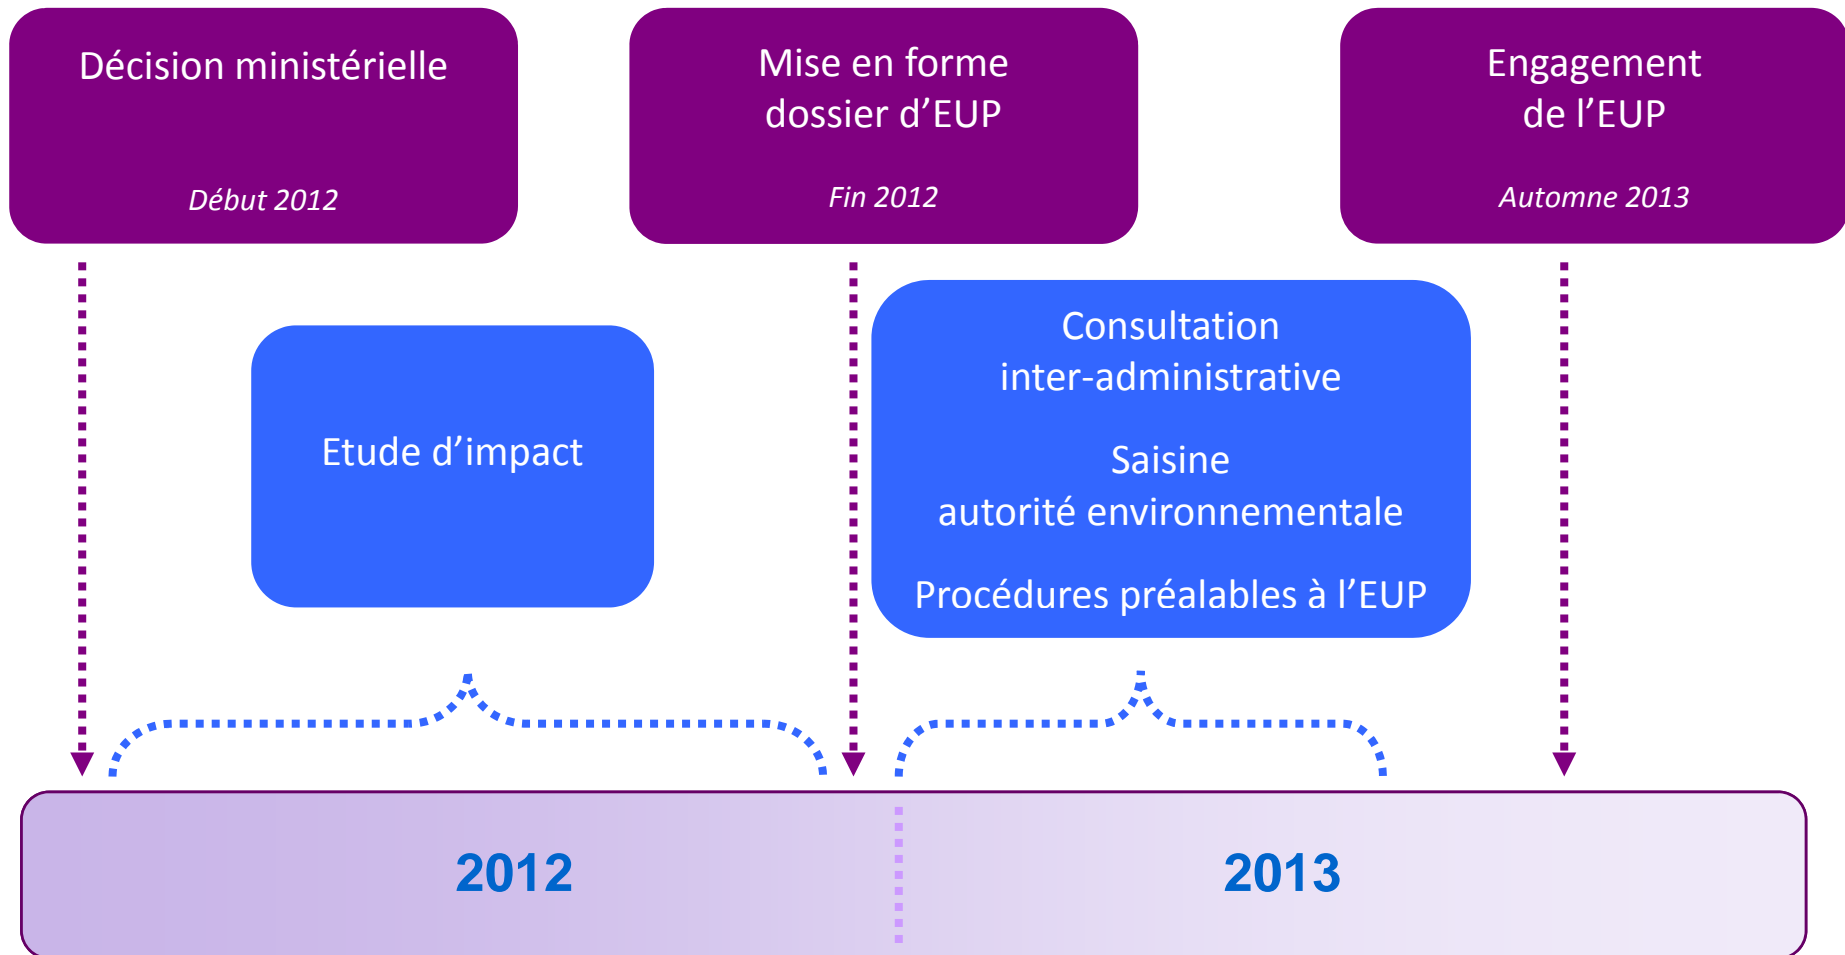 Décision ministérielle
Début 2012
Mise en forme
dossier d’EUP
Fin 2012
Engagement
de l’EUP
Automne 2013
Etude d’impact
Consultation
inter-administrative
Saisine
autorité environnementale
Procédures préalables à l’EUP
2012
2013